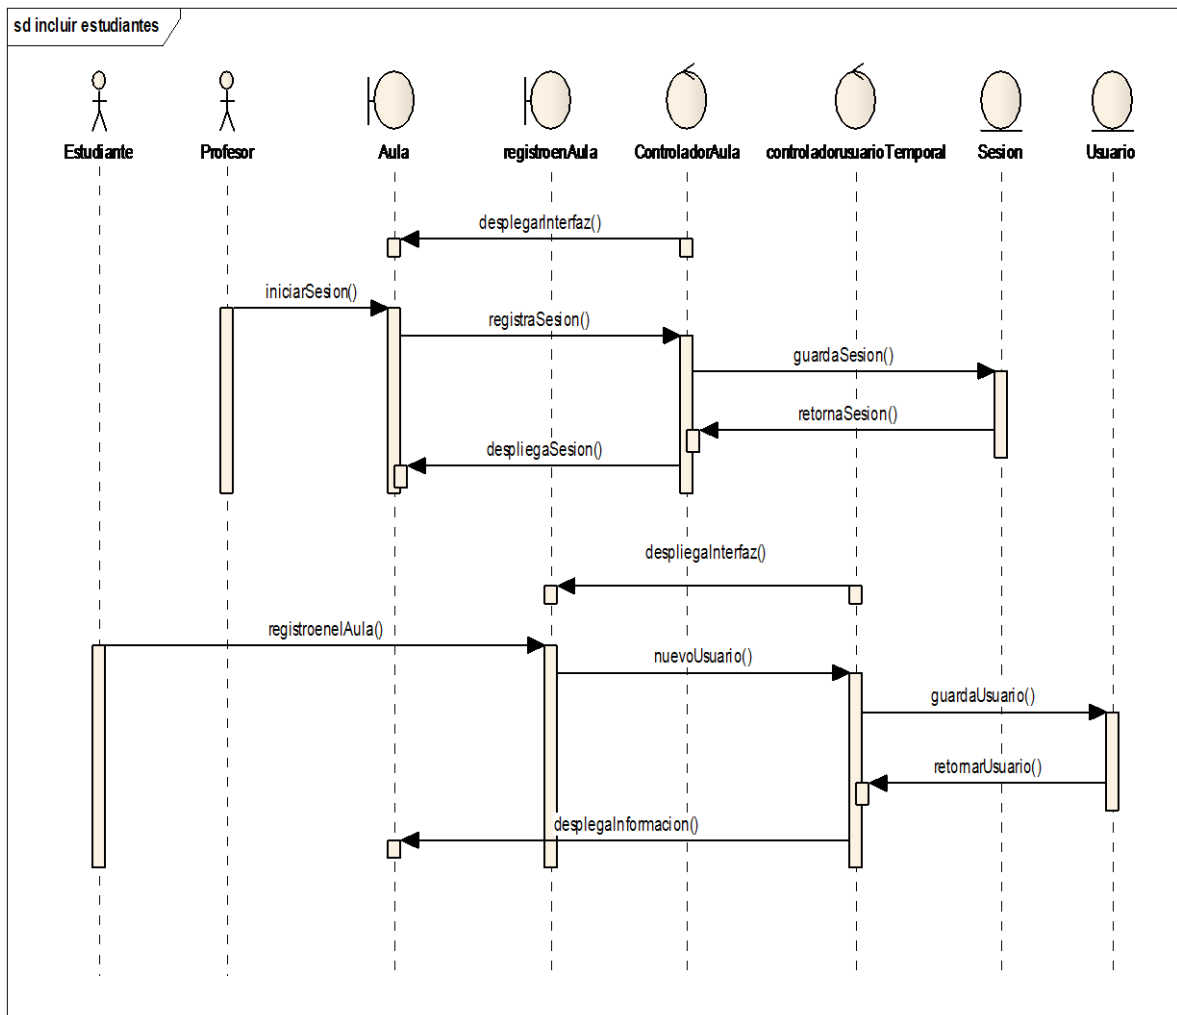 sd incluir estudiantes
Estudiante
Profesor
Aula
registroenAula
ControladorAula
controladorusuarioTemporal
Sesion
Usuario
desplegarInterfaz()
iniciarSesion()
registraSesion()
guardaSesion()
retornaSesion()
despliegaSesion()
despliegaInterfaz()
registroenelAula()
nuevoUsuario()
guardaUsuario()
retornarUsuario()
desplegaInformacion()